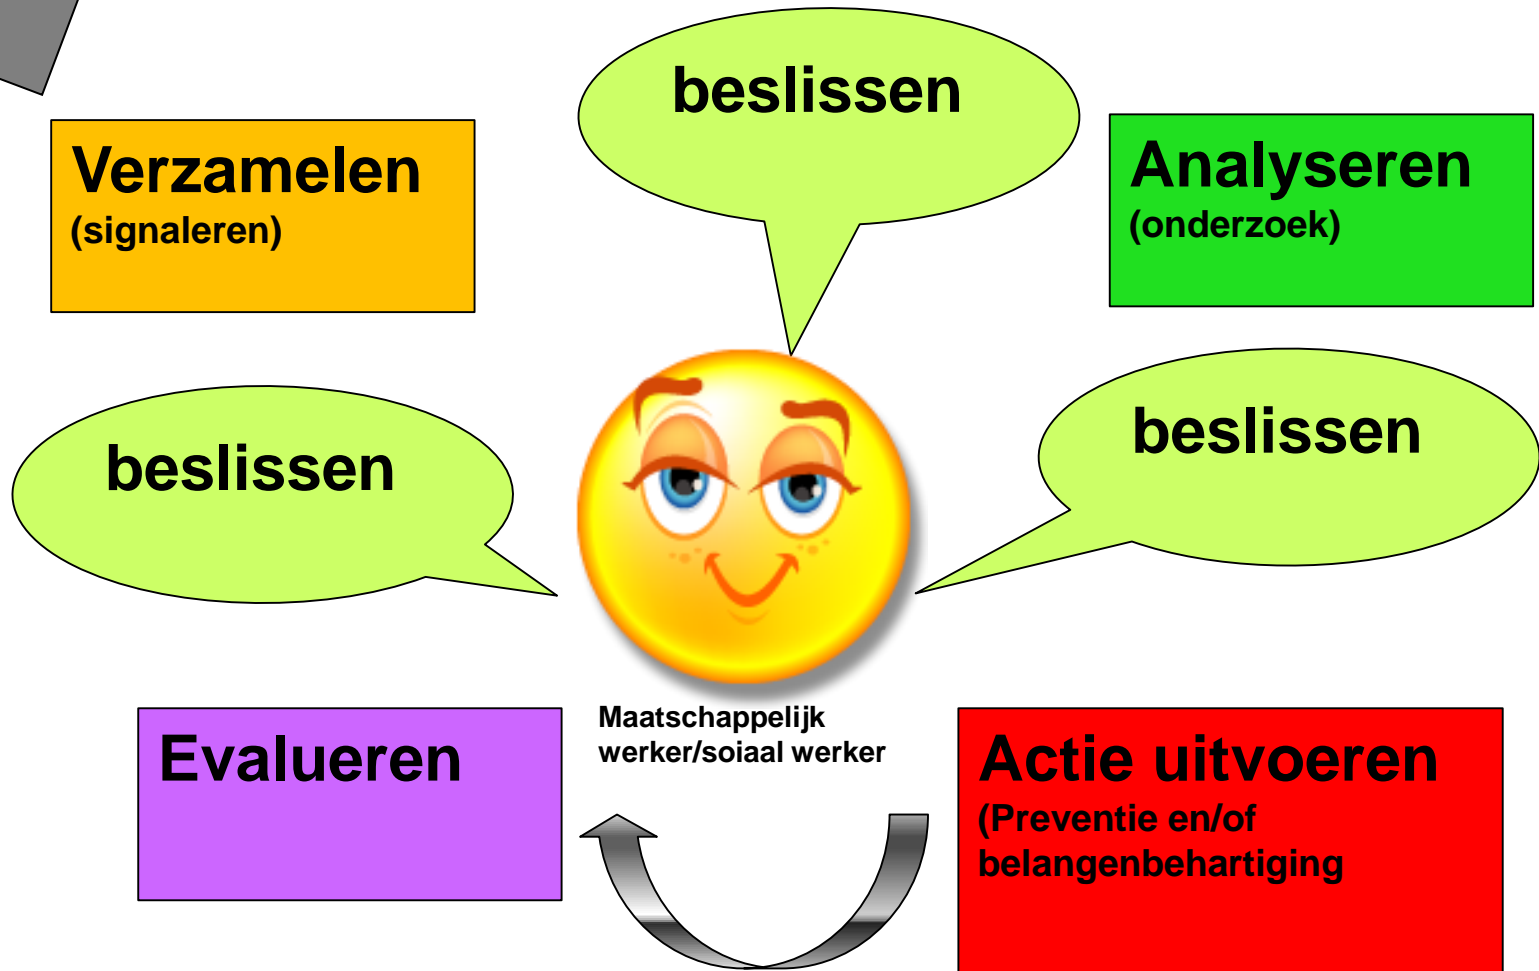 beslissen
Verzamelen
(signaleren)
Analyseren
(onderzoek)
beslissen
beslissen
Evalueren
Maatschappelijk
werker/soiaal werker
Actie uitvoeren
(Preventie en/of
belangenbehartiging